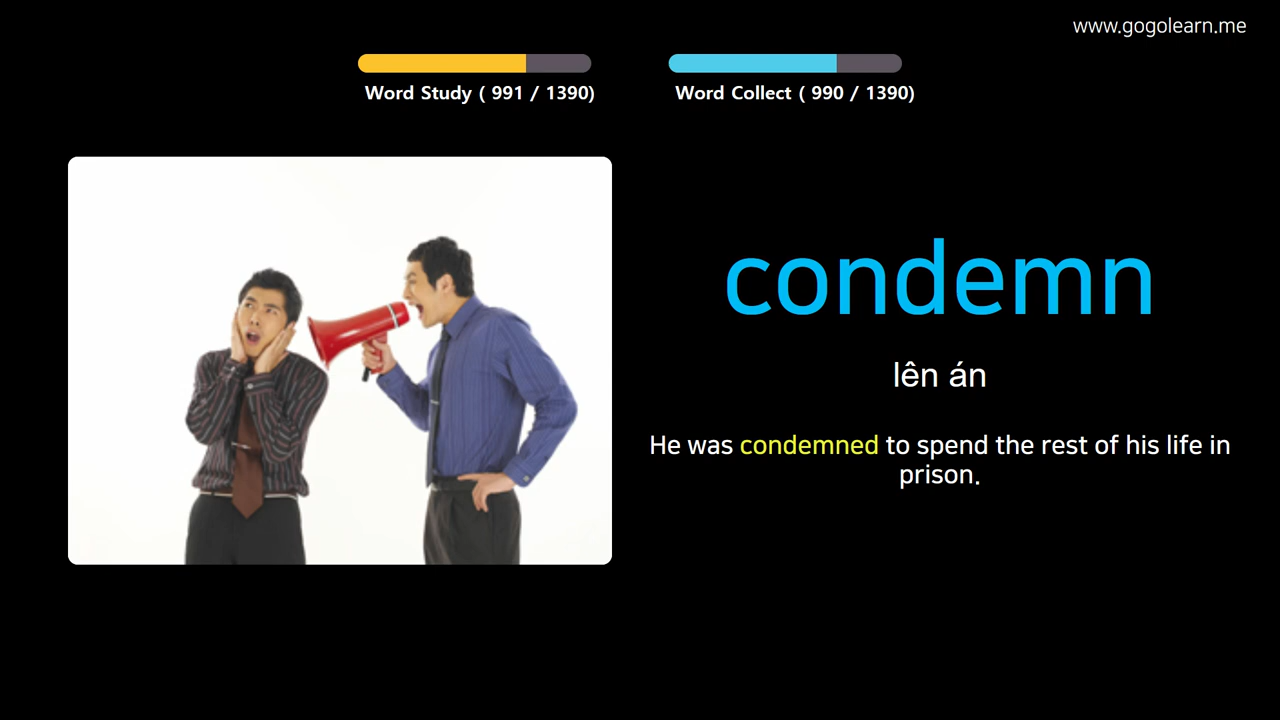 www.gogolearn.me
Word Study ( 991 / 1390)
Word Collect ( 990 / 1390)
condemn
lên án
He was condemned to spend the rest of his life in
prison.